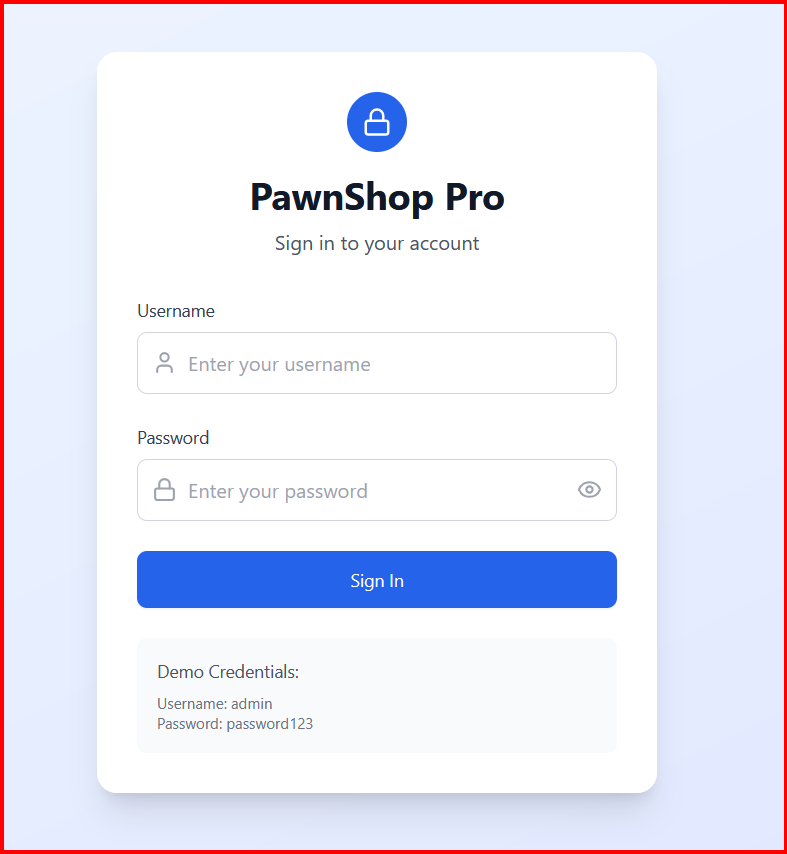 PawnShop Pro
Sign in to your account
Username
Enter your username
Password
Enter your password
Sign In
Demo Credentials:
Username: admin
Password: password123